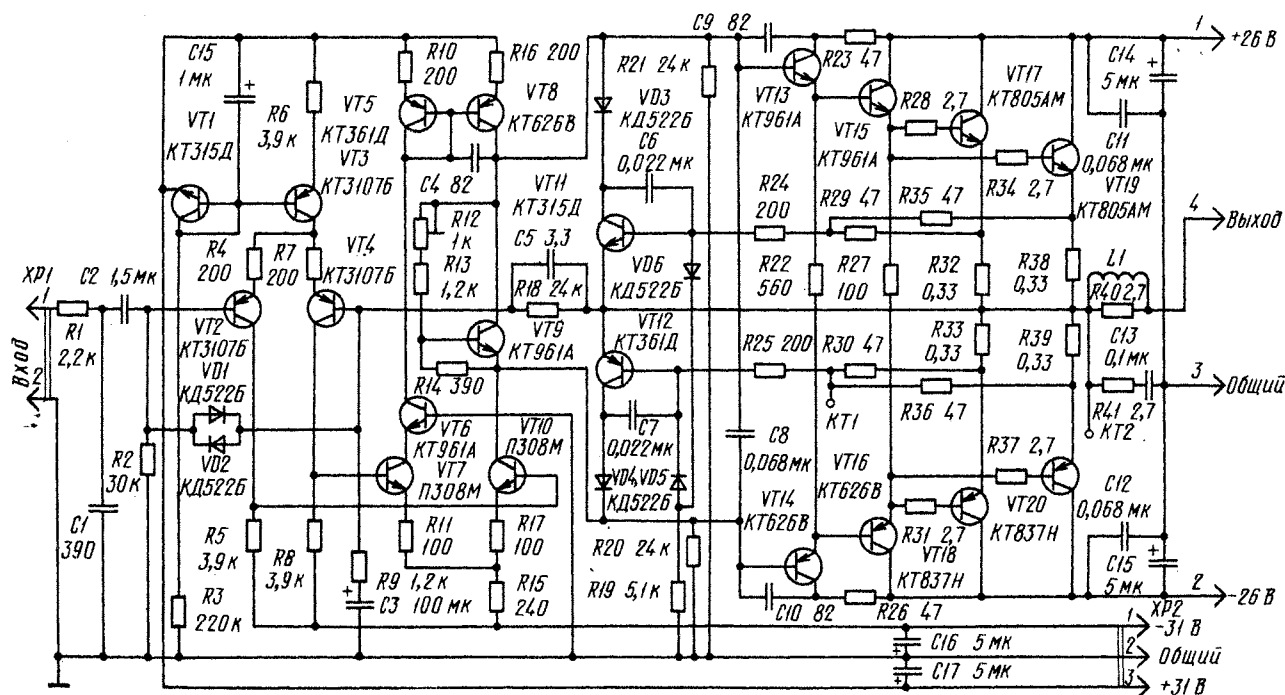 C15
1 мк
VT1
КТ315Д
R6
3,9 к
VT5
КТ361Д
VT3
КТ3107Б
R10
200
R16 200
VT8
КТ626В
C4 82
R12
1к
R13
1,2 к
VT11
КТ315Д
C5 3,3
R18 24 к
R4
200
R7
200
VT4
КТ3107Б
C2 1,5 мк
ХР1
1
Вход
2
R1
2,2 к
VT2
КТ3107Б
VD1
КД522Б
VD2
КД522Б
R2
30 к
C1
390
R3
220 к
R5
3,9 к
R8
3,9 к
R9 1,2 к
C3 100 мк
R14 390
VT9
КТ961А
VT6
КТ961А
VT7
П308М
VT10
П308М
R11
100
R17
100
R15
240
C9 82
R21 24 к
VD3
КД522Б
C6
0,022 мк
VD6
КД522Б
VT12
КТ361Д
C7
0,022 мк
VD4, VD5
КД522Б
R20 24 к
R19 5,1 к
R23 47
VT13
КТ961А
VT15
КТ961А
R28 2,7
VT17
КТ805АМ
R34 2,7
VT19
КТ805АМ
R24
200
R29 47
R35 47
R22
560
R27
100
R32
0,33
R38
0,33
R33
0,33
R39
0,33
R25 200
R30 47
R36 47
КТ1
C8
0,068 мк
VT14
КТ626В
VT16
КТ626В
R37 2,7
R31 2,7
VT18
КТ837Н
VT20
КТ837Н
C10 82
R26 47
C14
5 мк
C11
0,068 мк
L1
R40 2,7
C13
0,1 мк
R41 2,7
КТ2
C12
0,068 мк
C15
5 мк
1
+26 В
4
Выход
3
Общий
2
-26 В
ХР2
1
-31 В
2
Общий
3
+31 В
C16 5 мк
C17 5 мк